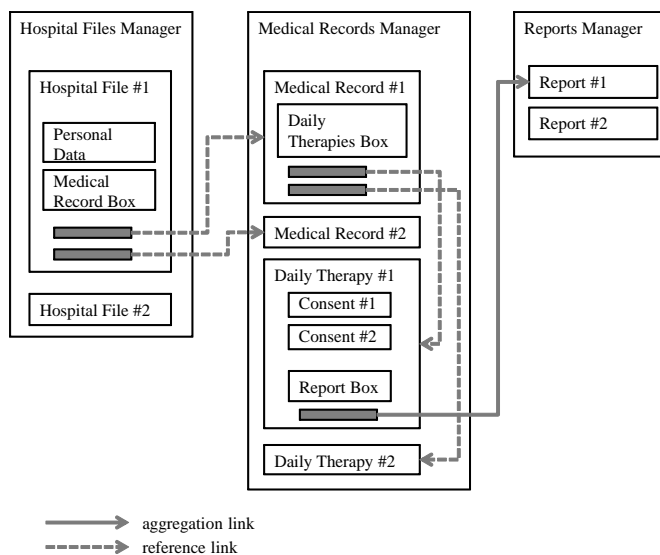 Hospital Files Manager
Hospital File #1
Personal
Data
Medical
Record Box
Hospital File #2
Medical Records Manager
Medical Record #1
Daily
Therapies Box
Medical Record #2
Daily Therapy #1
Consent #1
Consent #2
Report Box
Daily Therapy #2
Reports Manager
Report #1
Report #2
aggregation link
reference link